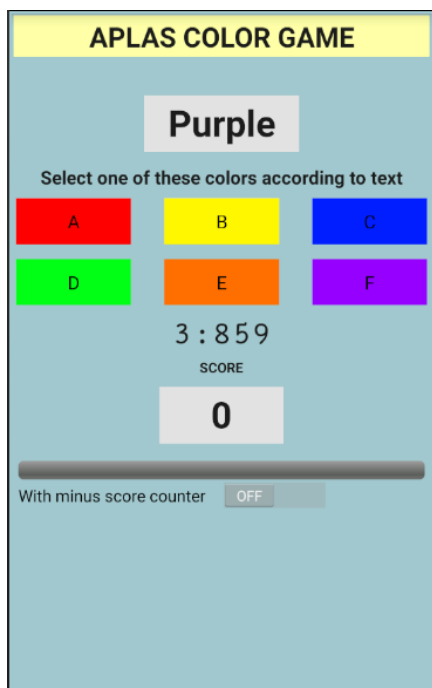 APLAS COLOR GAME
Purple
Select one of these colors according to text
A B C
D E F
3:859
SCORE
0
With minus score counter OFF